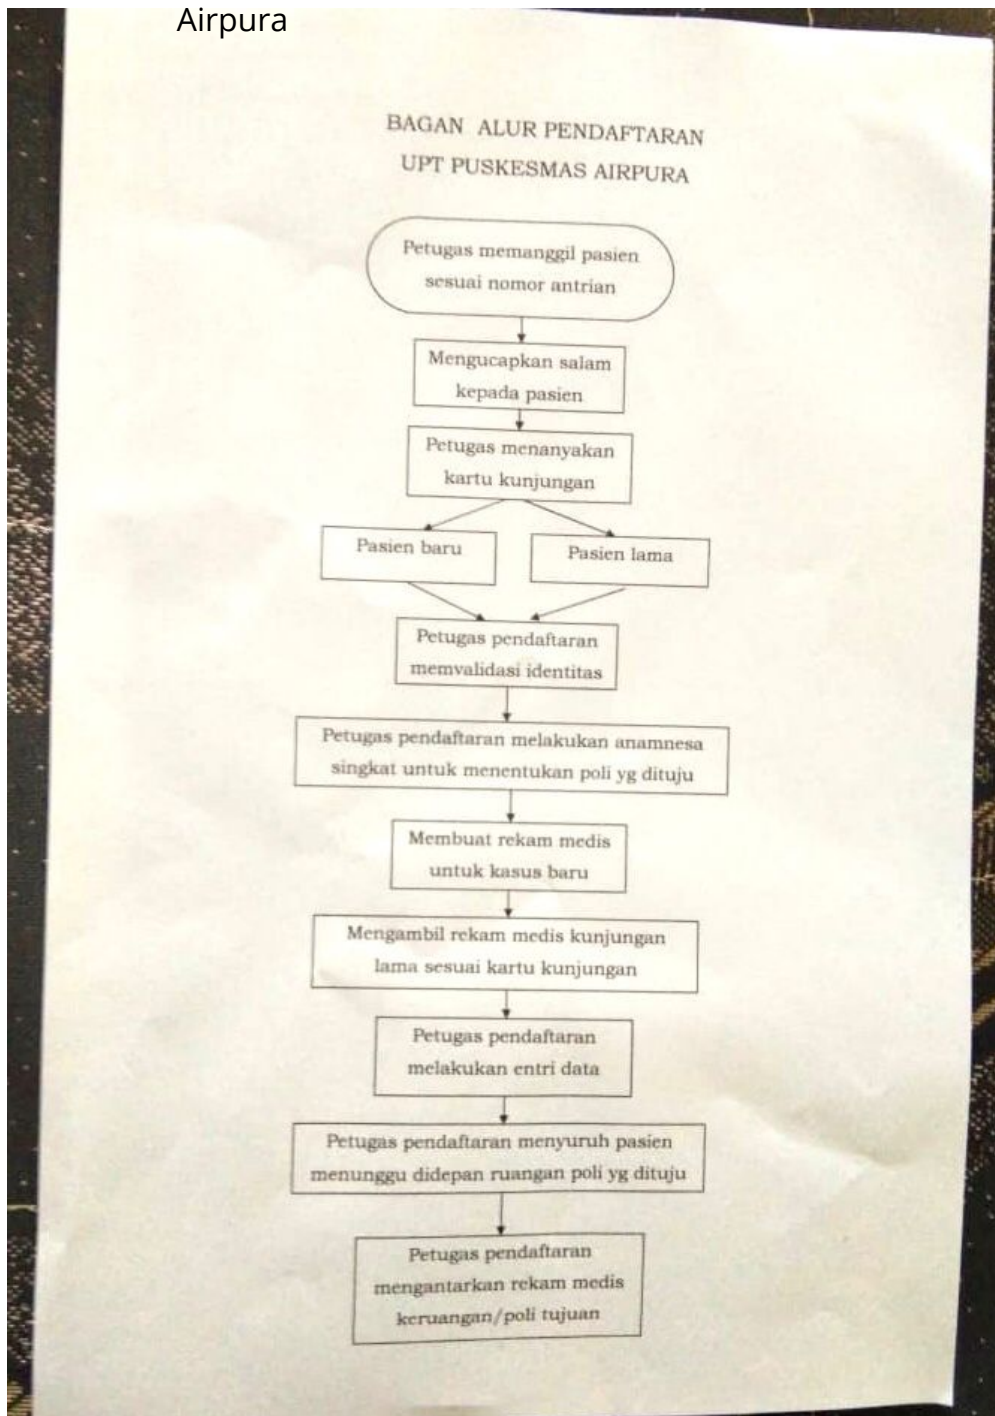 Airpura
BAGAN ALUR PENDAFTARAN
UPT PUSKESMAS AIRPURA
Petugas memanggil pasien
sesuai nomor antrian
Mengucapkan salam
kepada pasien
Petugas menanyakan
kartu kunjungan
Pasien baru
Pasien lama
Petugas pendaftaran
memvalidasi identitas
Petugas pendaftaran melakukan anamnesa
singkat untuk menentukan poli yg dituju
Membuat rekam medis
untuk kasus baru
Mengambil rekam medis kunjungan
lama sesuai kartu kunjungan
Petugas pendaftaran
melakukan entri data
Petugas pendaftaran menyuruh pasien
menunggu didepan ruangan poli yg dituju
Petugas pendaftaran
mengantarkan rekam medis
keruangan/poli tujuan